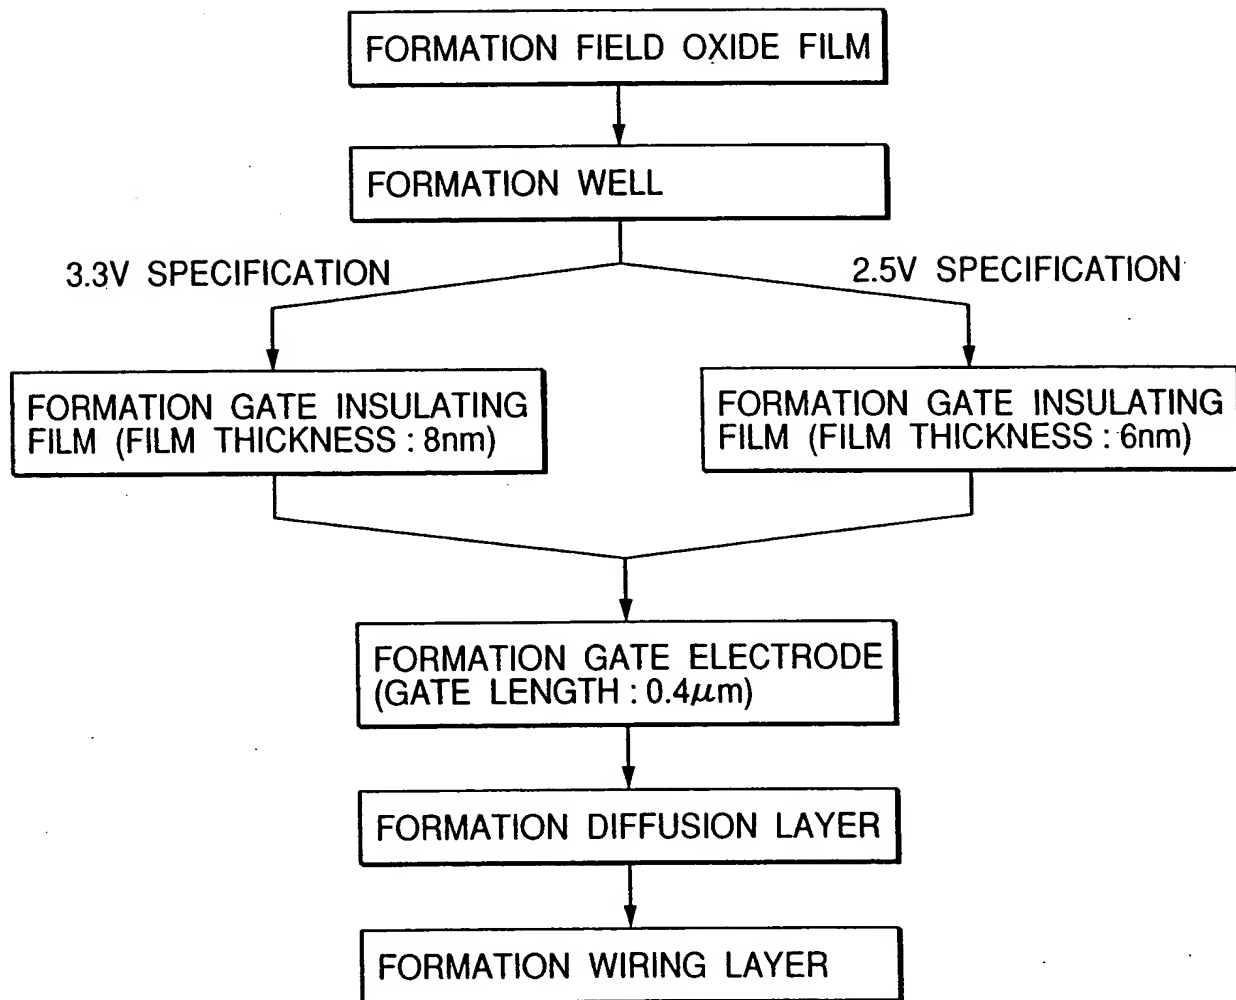 FORMATION FIELD OXIDE FILM
FORMATION WELL
3.3V SPECIFICATION
2.5V SPECIFICATION
FORMATION GATE INSULATING
FILM (FILM THICKNESS : 8nm)
FORMATION GATE INSULATING
FILM (FILM THICKNESS : 6nm)
FORMATION GATE ELECTRODE
(GATE LENGTH : 0.4μm)
FORMATION DIFFUSION LAYER
FORMATION WIRING LAYER